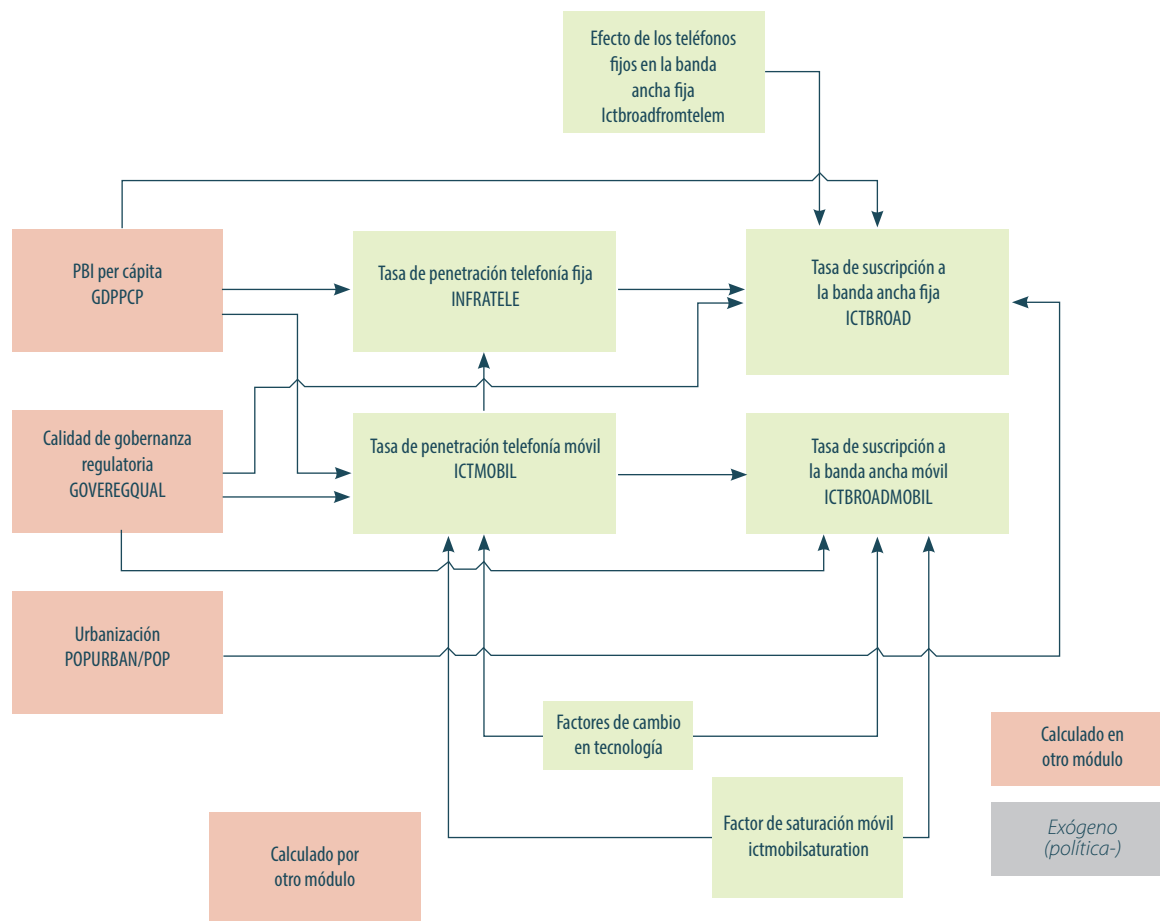 Efecto de los teléfonos
fijos en la banda
ancha fija
Ictbroadfromtelem
PBI per cápita
GDPPCP
Tasa de penetración telefonía fija
INFRATELE
Tasa de suscripción a
la banda ancha fija
ICTBROAD
Calidad de gobernanza
regulatoria
GOVEREGQUAL
Tasa de penetración telefonía móvil
ICTMOBIL
Tasa de suscripción a
la banda ancha móvil
ICTBROADMOBIL
Urbanización
POPURBAN/POP
Factores de cambio
en tecnología
Calculado en
otro módulo
Factor de saturación móvil
ictmobilsaturation
Exógeno
(política-)
Calculado por
otro módulo